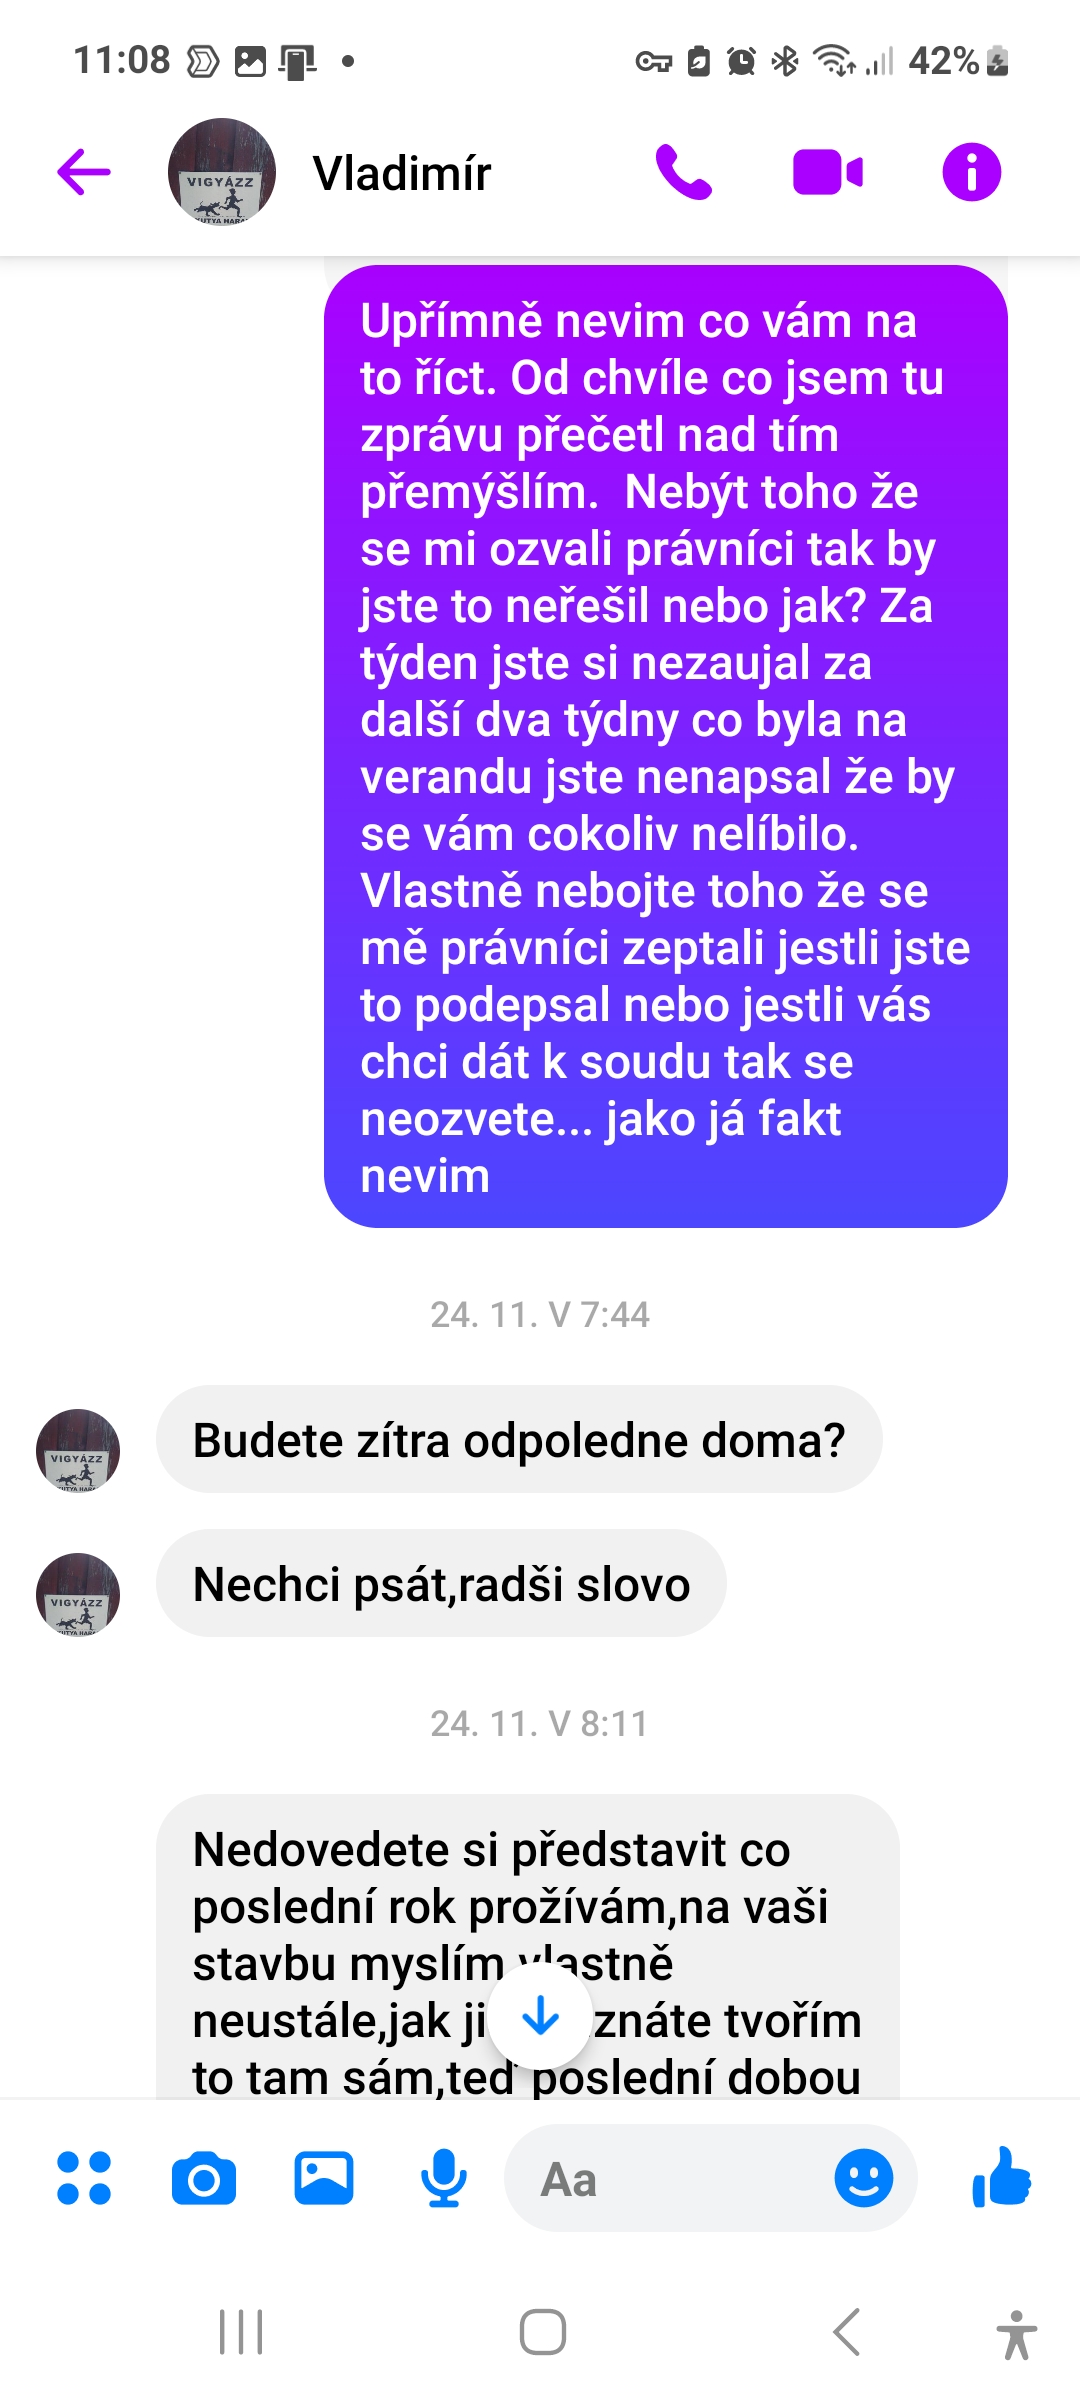 11:08
42%
VIGYÁZZ
Vladimír
Upřímně nevim co vám na
to říct. Od chvíle co jsem tu
zprávu přečetl nad tím
přemýšlím.  Nebýt toho že
se mi ozvali právníci tak by
jste to neřešil nebo jak? Za
týden jste si nezaujal za
další dva týdny co byla na
verandu jste nenapsal že by
se vám cokoliv nelíbilo.
Vlastně nebojte toho že se
mě právníci zeptali jestli jste
to podepsal nebo jestli vás
chci dát k soudu tak se
neozvete... jako já fakt
nevim
24. 11. V 7:44
Budete zítra odpoledne doma?
VIGYÁZZ
Nechci psát,radši slovo
VIGYÁZZ
24. 11. V 8:11
Nedovedete si představit co
poslední rok prožívám,na vaši
stavbu myslím vlastně
neustále,jak znáte tvořím
to tam sám,teď poslední dobou
Aa